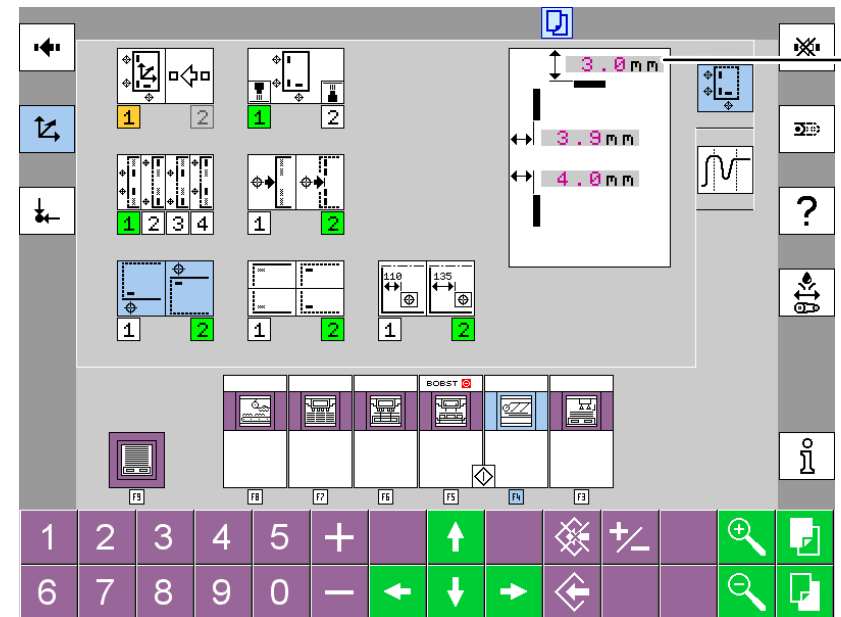 3.0mm
1 2 1 2
3.9mm
4.0mm
1 2 3 4 1 2
?
110 135
1 2 1 2 1 2
BOBST
F9 F8 F7 F6 F5 F4 F3
1 2 3 4 5 + +/−
6 7 8 9 0 −